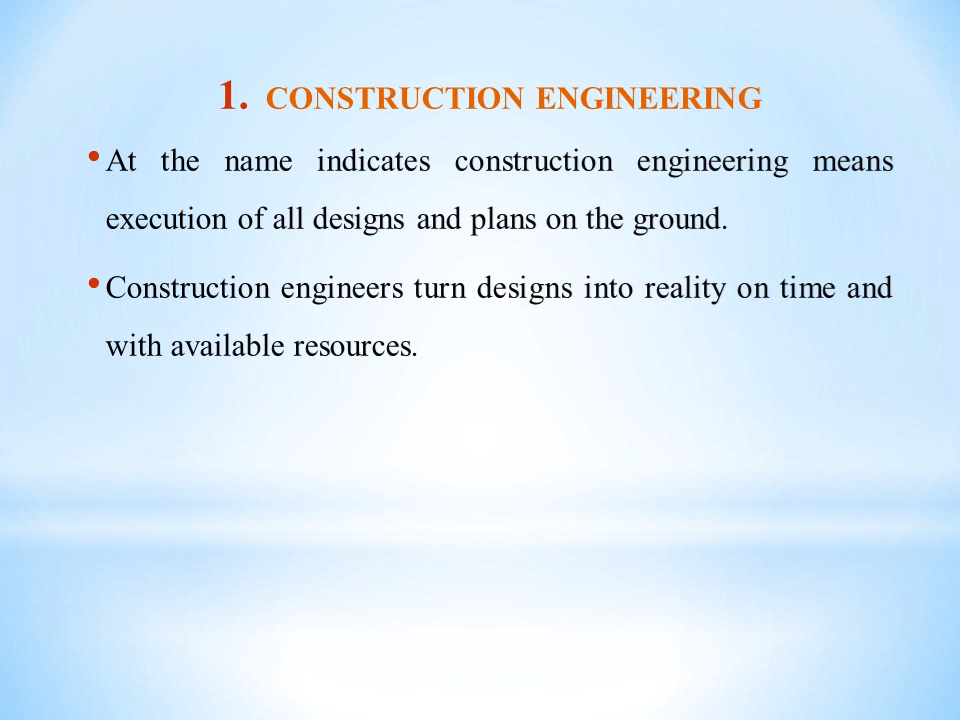 1. CONSTRUCTION ENGINEERING
• At the name indicates construction engineering means
execution of all designs and plans on the ground.
• Construction engineers turn designs into reality on time and
with available resources.